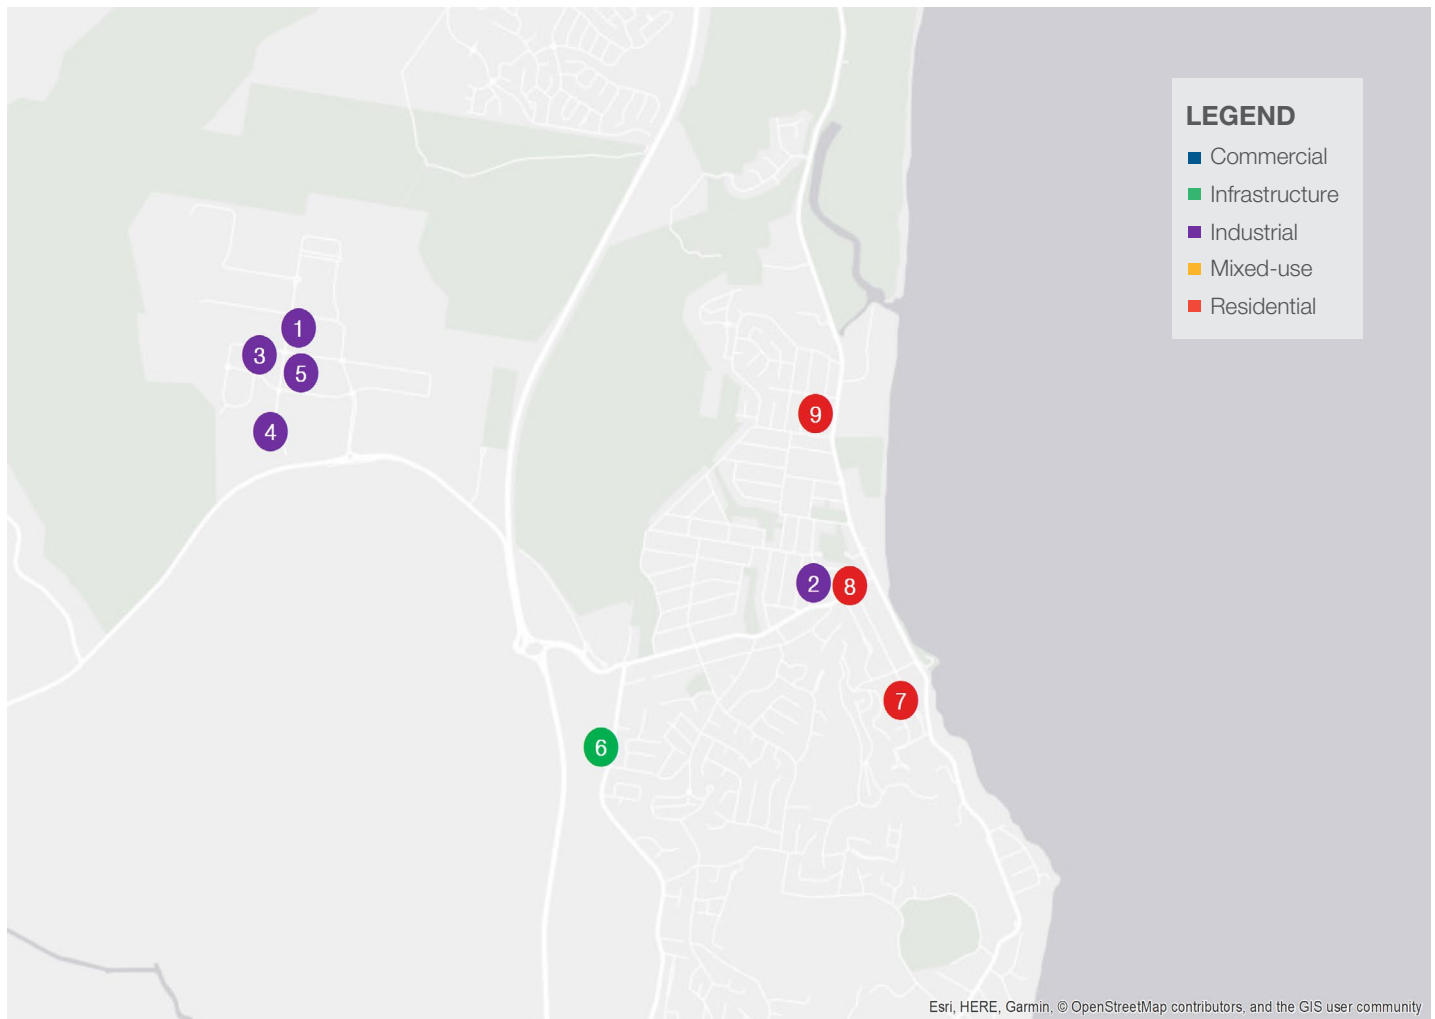 LEGEND
Commercial
Infrastructure
Industrial
Mixed-use
Residential
1
3
5
9
4
2
8
7
6
Esri, HERE, Garmin, © OpenStreetMap contributors, and the GIS user community